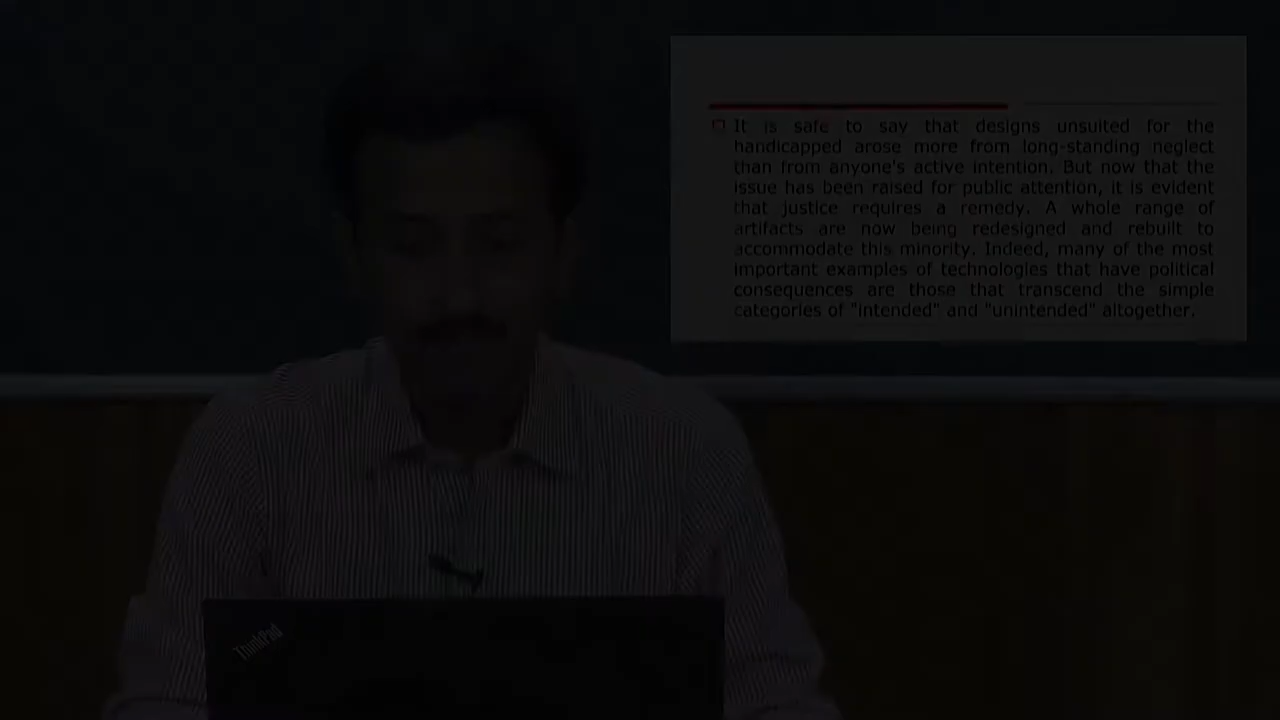 It is safe to say that designs unsuited for the
handicapped arose more from long-standing neglect
than from anyone's active intention. But now that the
issue has been raised for public attention, it is evident
that justice requires a remedy. A whole range of
artifacts are now being redesigned and rebuilt to
accommodate this minority. Indeed, many of the most
important examples of technologies that have political
consequences are those that transcend the simple
categories of "intended" and "unintended" altogether.
ThinkPad